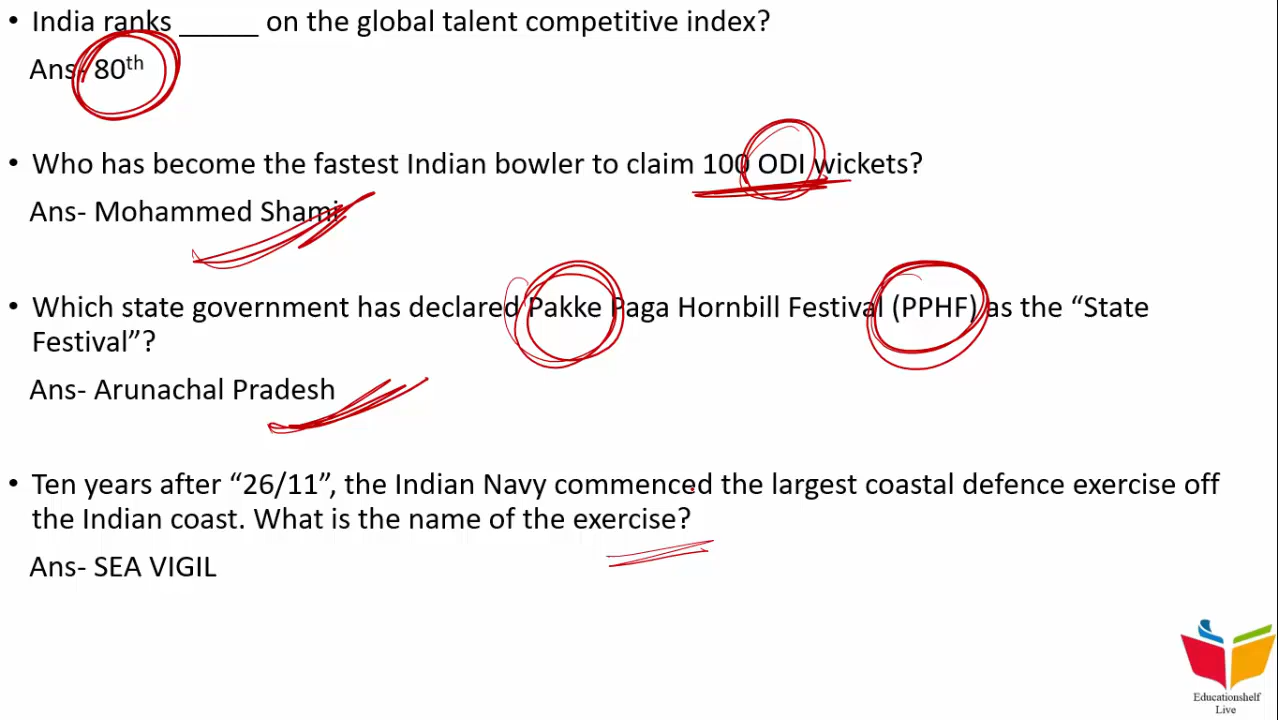 • India ranks _____ on the global talent competitive index?
Ans- 80th
• Who has become the fastest Indian bowler to claim 100 ODI wickets?
Ans- Mohammed Shami
• Which state government has declared Pakke Paga Hornbill Festival (PPHF) as the “State
Festival”?
Ans- Arunachal Pradesh
• Ten years after “26/11”, the Indian Navy commenced the largest coastal defence exercise off
the Indian coast. What is the name of the exercise?
Ans- SEA VIGIL
Educationshelf
Live